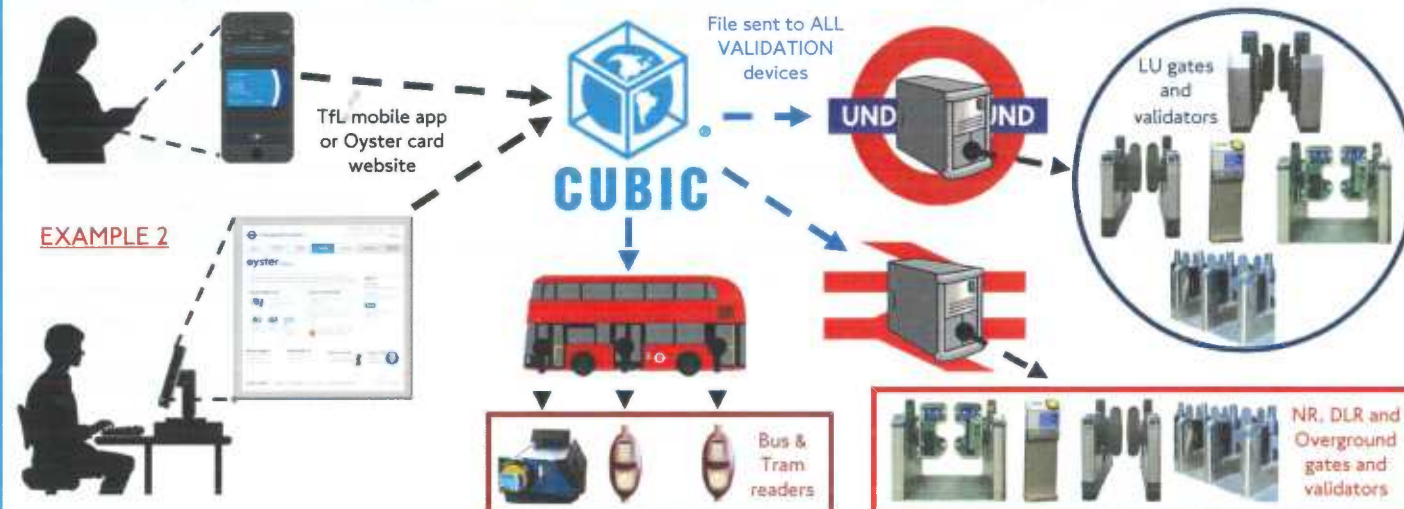 File sent to ALL
VALIDATION
devices
TfL mobile app
or Oyster card
website
CUBIC
UND
UND
LU gates
and
validators
EXAMPLE 2
oyster
Bus &
Tram
readers
NR, DLR and
Overground
gates and
validators